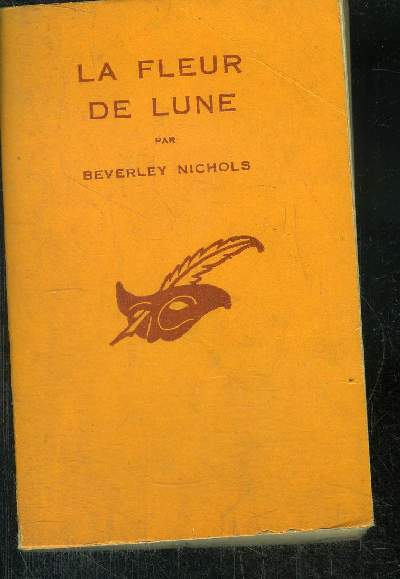 LA FLEUR
DE LUNE
PAR
BEVERLEY NICHOLS